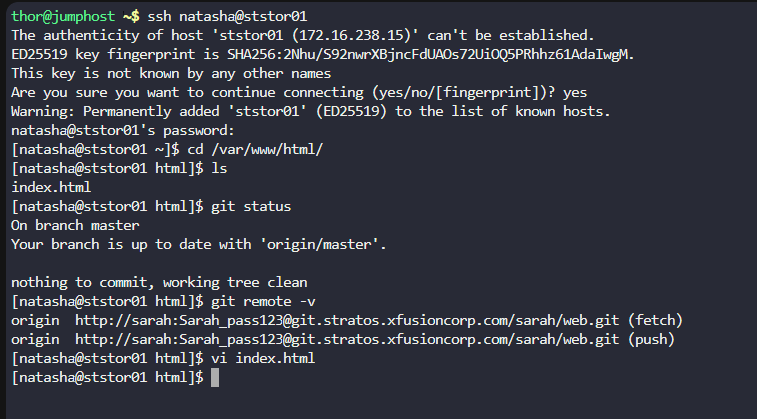 thor@jumphost ~$ ssh natasha@ststor01
The authenticity of host 'ststor01 (172.16.238.15)' can't be established.
ED25519 key fingerprint is SHA256:2Nhu/S92nwrXBjncFdUAOs72UiOQ5PRhhz61AdaIwgM.
This key is not known by any other names
Are you sure you want to continue connecting (yes/no/[fingerprint])? yes
Warning: Permanently added 'ststor01' (ED25519) to the list of known hosts.
natasha@ststor01's password:
[natasha@ststor01 ~]$ cd /var/www/html/
[natasha@ststor01 html]$ ls
index.html
[natasha@ststor01 html]$ git status
On branch master
Your branch is up to date with 'origin/master'.
nothing to commit, working tree clean
[natasha@ststor01 html]$ git remote -v
origin  http://sarah:Sarah_pass123@git.stratos.xfusioncorp.com/sarah/web.git (fetch)
origin  http://sarah:Sarah_pass123@git.stratos.xfusioncorp.com/sarah/web.git (push)
[natasha@ststor01 html]$ vi index.html
[natasha@ststor01 html]$